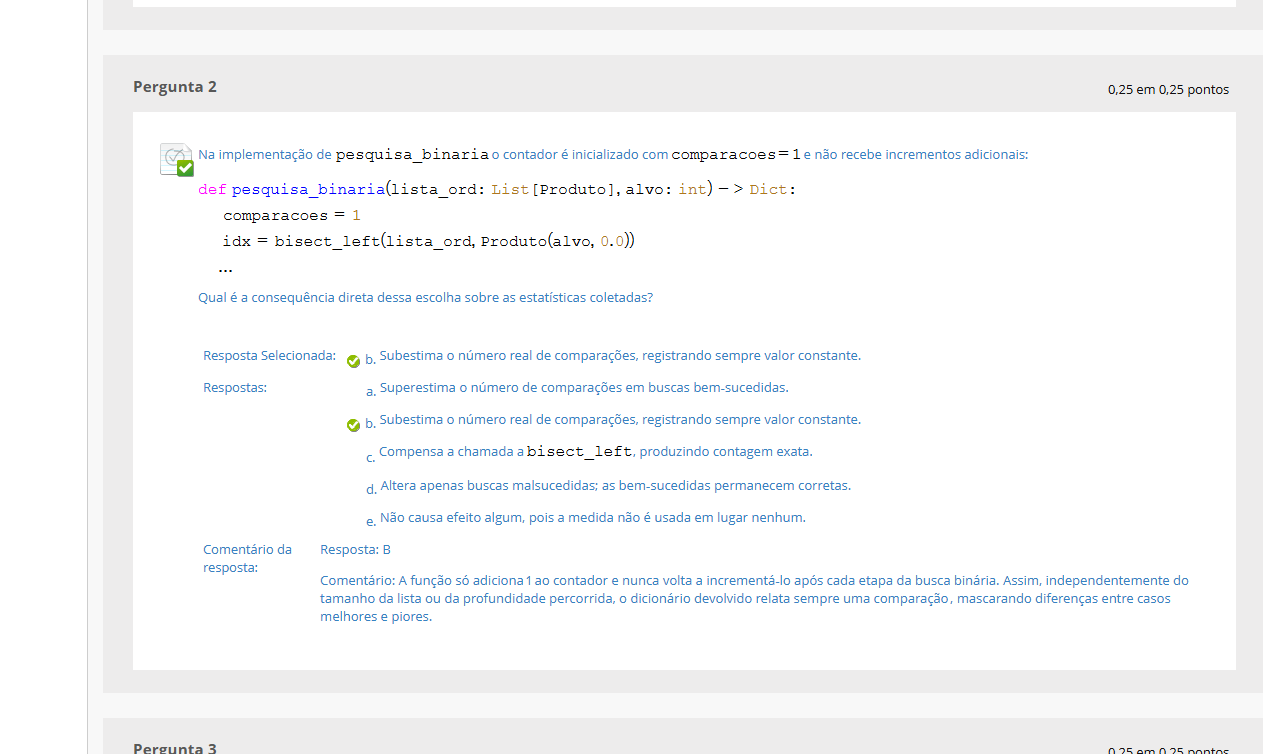 Pergunta 2
0,25 em 0,25 pontos
Na implementação de pesquisa_binaria o contador é inicializado com comparacoes=1 e não recebe incrementos adicionais:
def pesquisa_binaria(lista_ord: List[Produto], alvo: int) -> Dict:
comparacoes = 1
idx = bisect_left(lista_ord, Produto(alvo, 0.0))
...
Qual é a consequência direta dessa escolha sobre as estatísticas coletadas?
Resposta Selecionada: b. Subestima o número real de comparações, registrando sempre valor constante.
Respostas: a. Superestima o número de comparações em buscas bem-sucedidas.
b. Subestima o número real de comparações, registrando sempre valor constante.
c. Compensa a chamada a bisect_left, produzindo contagem exata.
d. Altera apenas buscas malsucedidas; as bem-sucedidas permanecem corretas.
e. Não causa efeito algum, pois a medida não é usada em lugar nenhum.
Comentário da resposta:
Resposta: B
Comentário: A função só adiciona 1 ao contador e nunca volta a incrementá-lo após cada etapa da busca binária. Assim, independentemente do
tamanho da lista ou da profundidade percorrida, o dicionário devolvido relata sempre uma comparação, mascarando diferenças entre casos
melhores e piores.
Pergunta 3
0,25 em 0,25 pontos